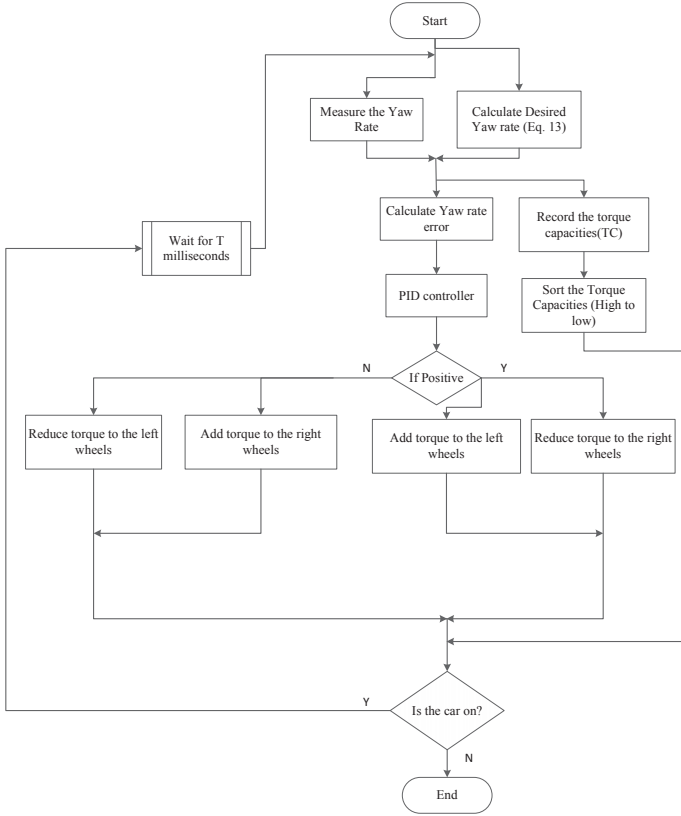 Start
Measure the Yaw
Rate
Calculate Desired
Yaw rate (Eq. 13)
Calculate Yaw rate
error
Record the torque
capacities(TC)
Wait for T
milliseconds
PID controller
Sort the Torque
Capacities (High to
low)
If Positive
N
Y
Reduce torque to the left
wheels
Add torque to the right
wheels
Add torque to the left
wheels
Reduce torque to the right
wheels
Is the car on?
Y
N
End